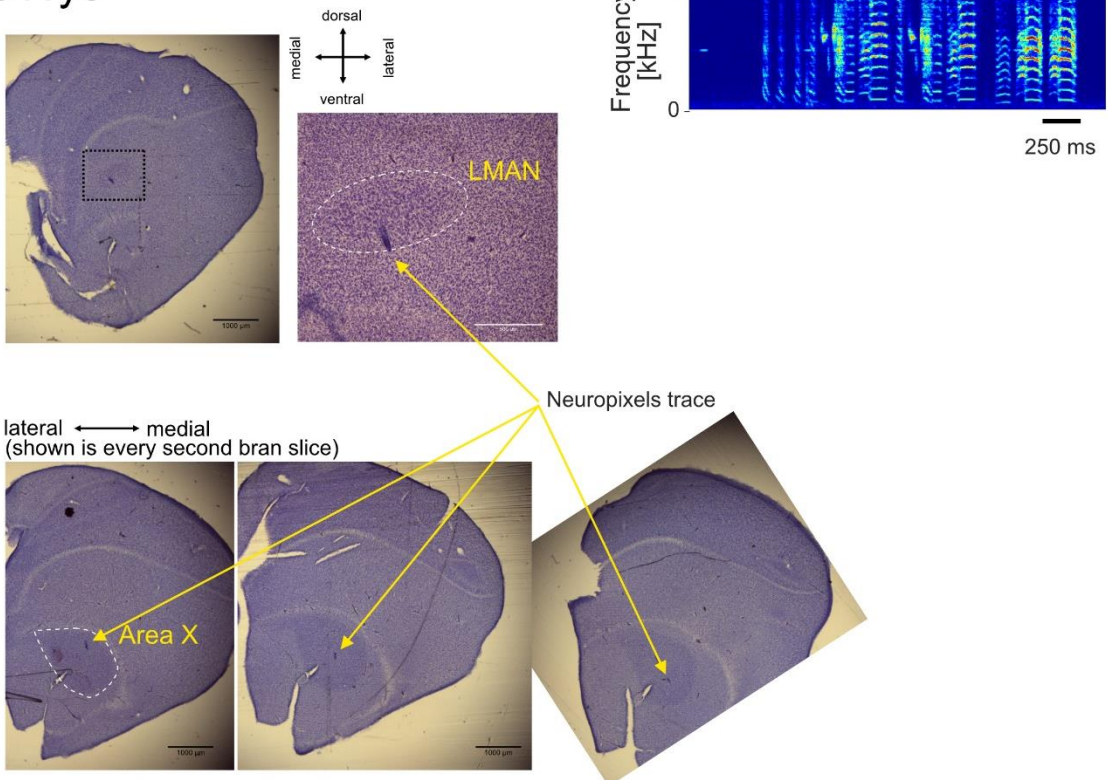 dorsal
medial
lateral
ventral
1000 µm
LMAN
Frequency
[kHz]
0
250 ms
Neuropixels trace
lateral medial
(shown is every second bran slice)
Area X
1000 µm
1000 µm